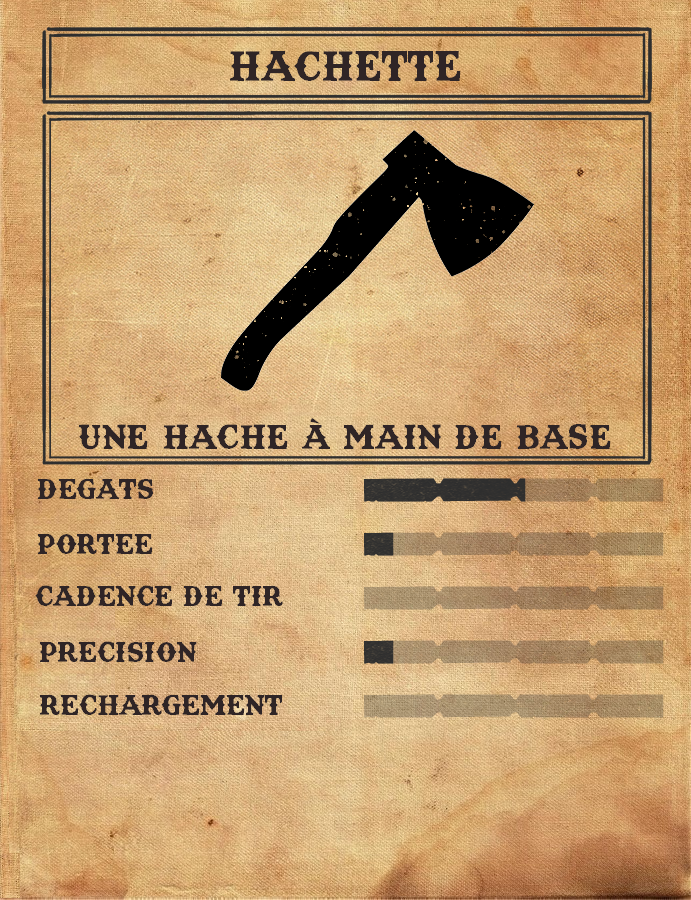 HACHETTE
UNE HACHE À MAIN DE BASE
DEGATS
PORTEE
CADENCE DE TIR
PRECISION
RECHARGEMENT